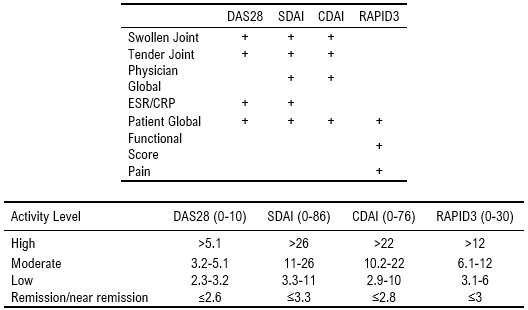 DAS28 SDAI CDAI RAPID3
Swollen Joint + + +
Tender Joint + + +
Physician
Global + +
ESR/CRP + +
Patient Global + + + +
Functional
Score +
Pain +
Activity Level DAS28 (0-10) SDAI (0-86) CDAI (0-76) RAPID3 (0-30)
High >5.1 >26 >22 >12
Moderate 3.2-5.1 11-26 10.2-22 6.1-12
Low 2.3-3.2 3.3-11 2.9-10 3.1-6
Remission/near remission ≤2.6 ≤3.3 ≤2.8 ≤3